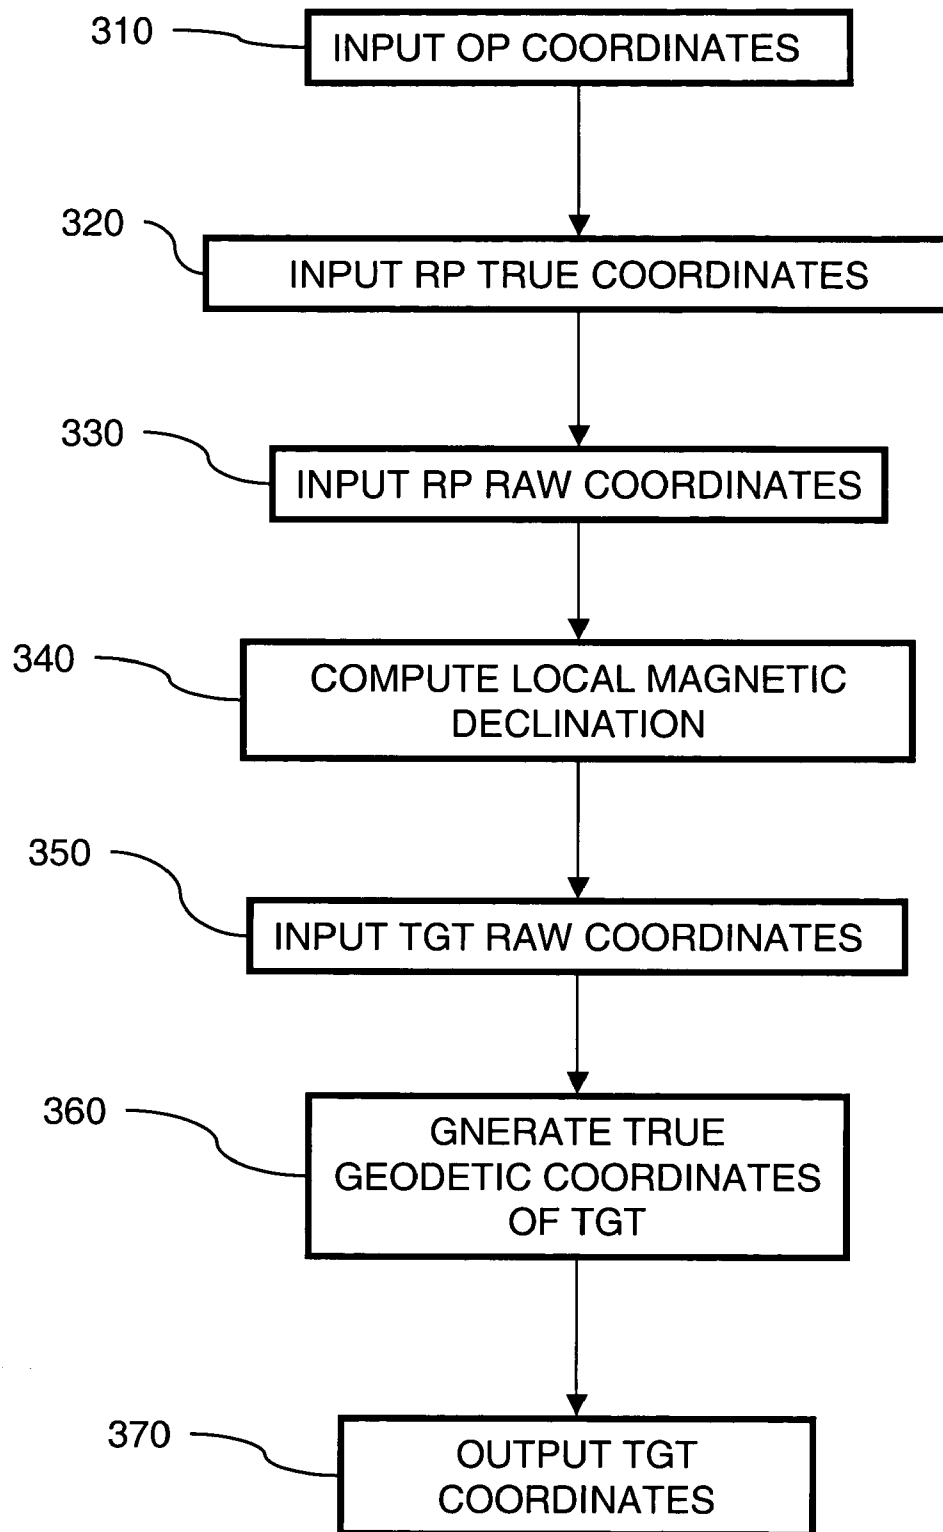 310
INPUT OP COORDINATES
320
INPUT RP TRUE COORDINATES
330
INPUT RP RAW COORDINATES
340
COMPUTE LOCAL MAGNETIC
DECLINATION
350
INPUT TGT RAW COORDINATES
360
GNERATE TRUE
GEODETIC COORDINATES
OF TGT
370
OUTPUT TGT
COORDINATES